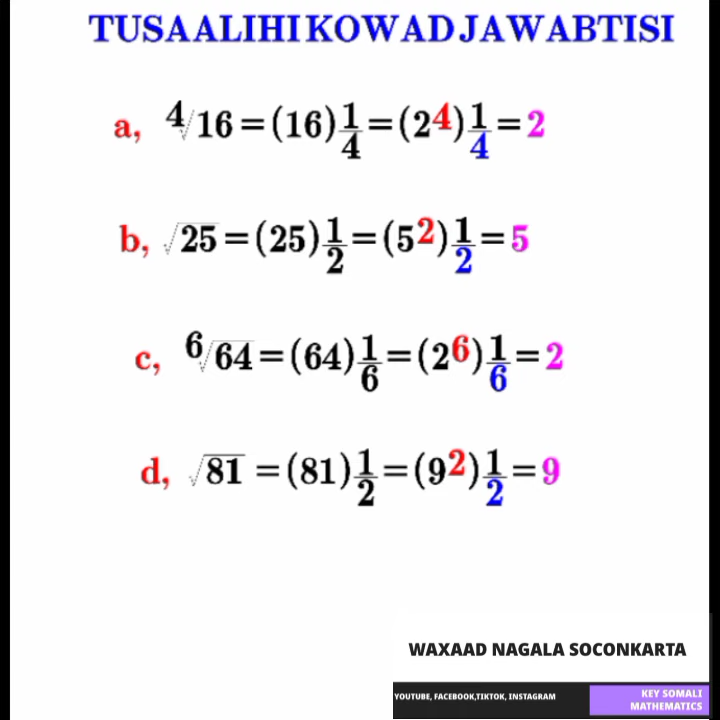 TUSAALIHI KOWAD JAWABTISI
a, ⁴√16 = (16)1/4 = (2⁴)1/4 = 2
b, √25 = (25)1/2 = (5²)1/2 = 5
c, ⁶√64 = (64)1/6 = (2⁶)1/6 = 2
d, √81 = (81)1/2 = (9²)1/2 = 9
WAXAAD NAGALA SOCONKARTA
YOUTUBE, FACEBOOK,TIKTOK, INSTAGRAM
KEY SOMALI
MATHEMATICS